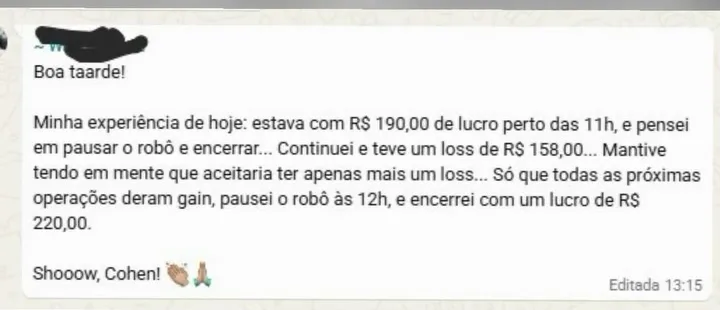 Boa taarde!
Minha experiência de hoje: estava com R$ 190,00 de lucro perto das 11h, e pensei
em pausar o robô e encerrar... Continuei e teve um loss de R$ 158,00... Mantive
tendo em mente que aceitaria ter apenas mais um loss... Só que todas as próximas
operações deram gain, pausei o robô às 12h, e encerrei com um lucro de R$
220,00.
Shooow, Cohen! 👏🏼🙏🏼
Editada 13:15